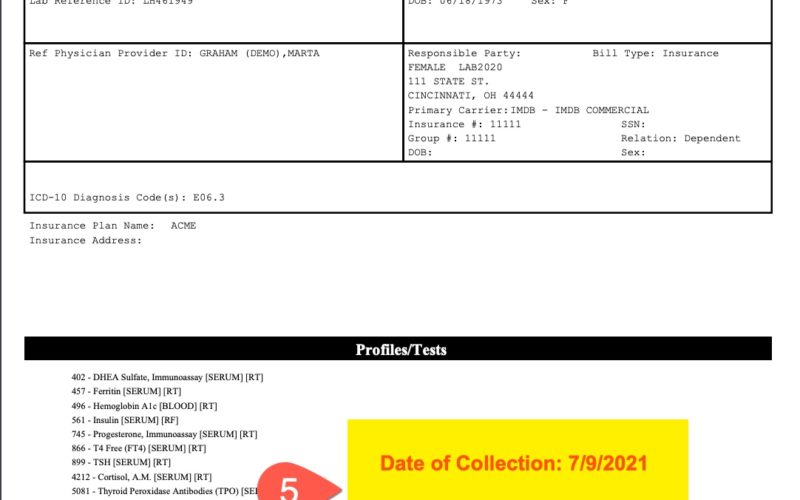 Lab Reference ID: LH461949
DOB: 06/18/1973 Sex: F
Ref Physician Provider ID: GRAHAM (DEMO),MARTA
Responsible Party: Bill Type: Insurance
FEMALE LAB2020
111 STATE ST.
CINCINNATI, OH 44444
Primary Carrier:IMDB - IMDB COMMERCIAL
Insurance #: 11111 SSN:
Group #: 11111 Relation: Dependent
DOB: Sex:
ICD-10 Diagnosis Code(s): E06.3
Insurance Plan Name: ACME
Insurance Address:
Profiles/Tests
402 - DHEA Sulfate, Immunoassay [SERUM] [RT]
457 - Ferritin [SERUM] [RT]
496 - Hemoglobin A1c [BLOOD] [RT]
561 - Insulin [SERUM] [RF]
745 - Progesterone, Immunoassay [SERUM] [RT]
866 - T4 Free (FT4) [SERUM] [RT]
899 - TSH [SERUM] [RT]
4212 - Cortisol, A.M. [SERUM] [RT]
5081 - Thyroid Peroxidase Antibodies (TPO)
5
Date of Collection: 7/9/2021